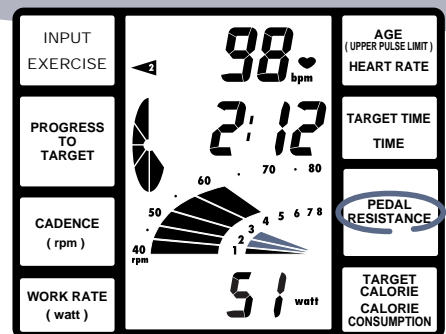 INPUT
EXERCISE
PROGRESS
TO
TARGET
CADENCE
( rpm )
WORK RATE
( watt )
2
98
bpm
2:12
40
rpm
50
60
70
80
1
2
3
4
5
6
7
8
51
watt
AGE
( UPPER PULSE LIMIT )
HEART RATE
TARGET TIME
TIME
PEDAL
RESISTANCE
TARGET
CALORIE
CALORIE
CONSUMPTION